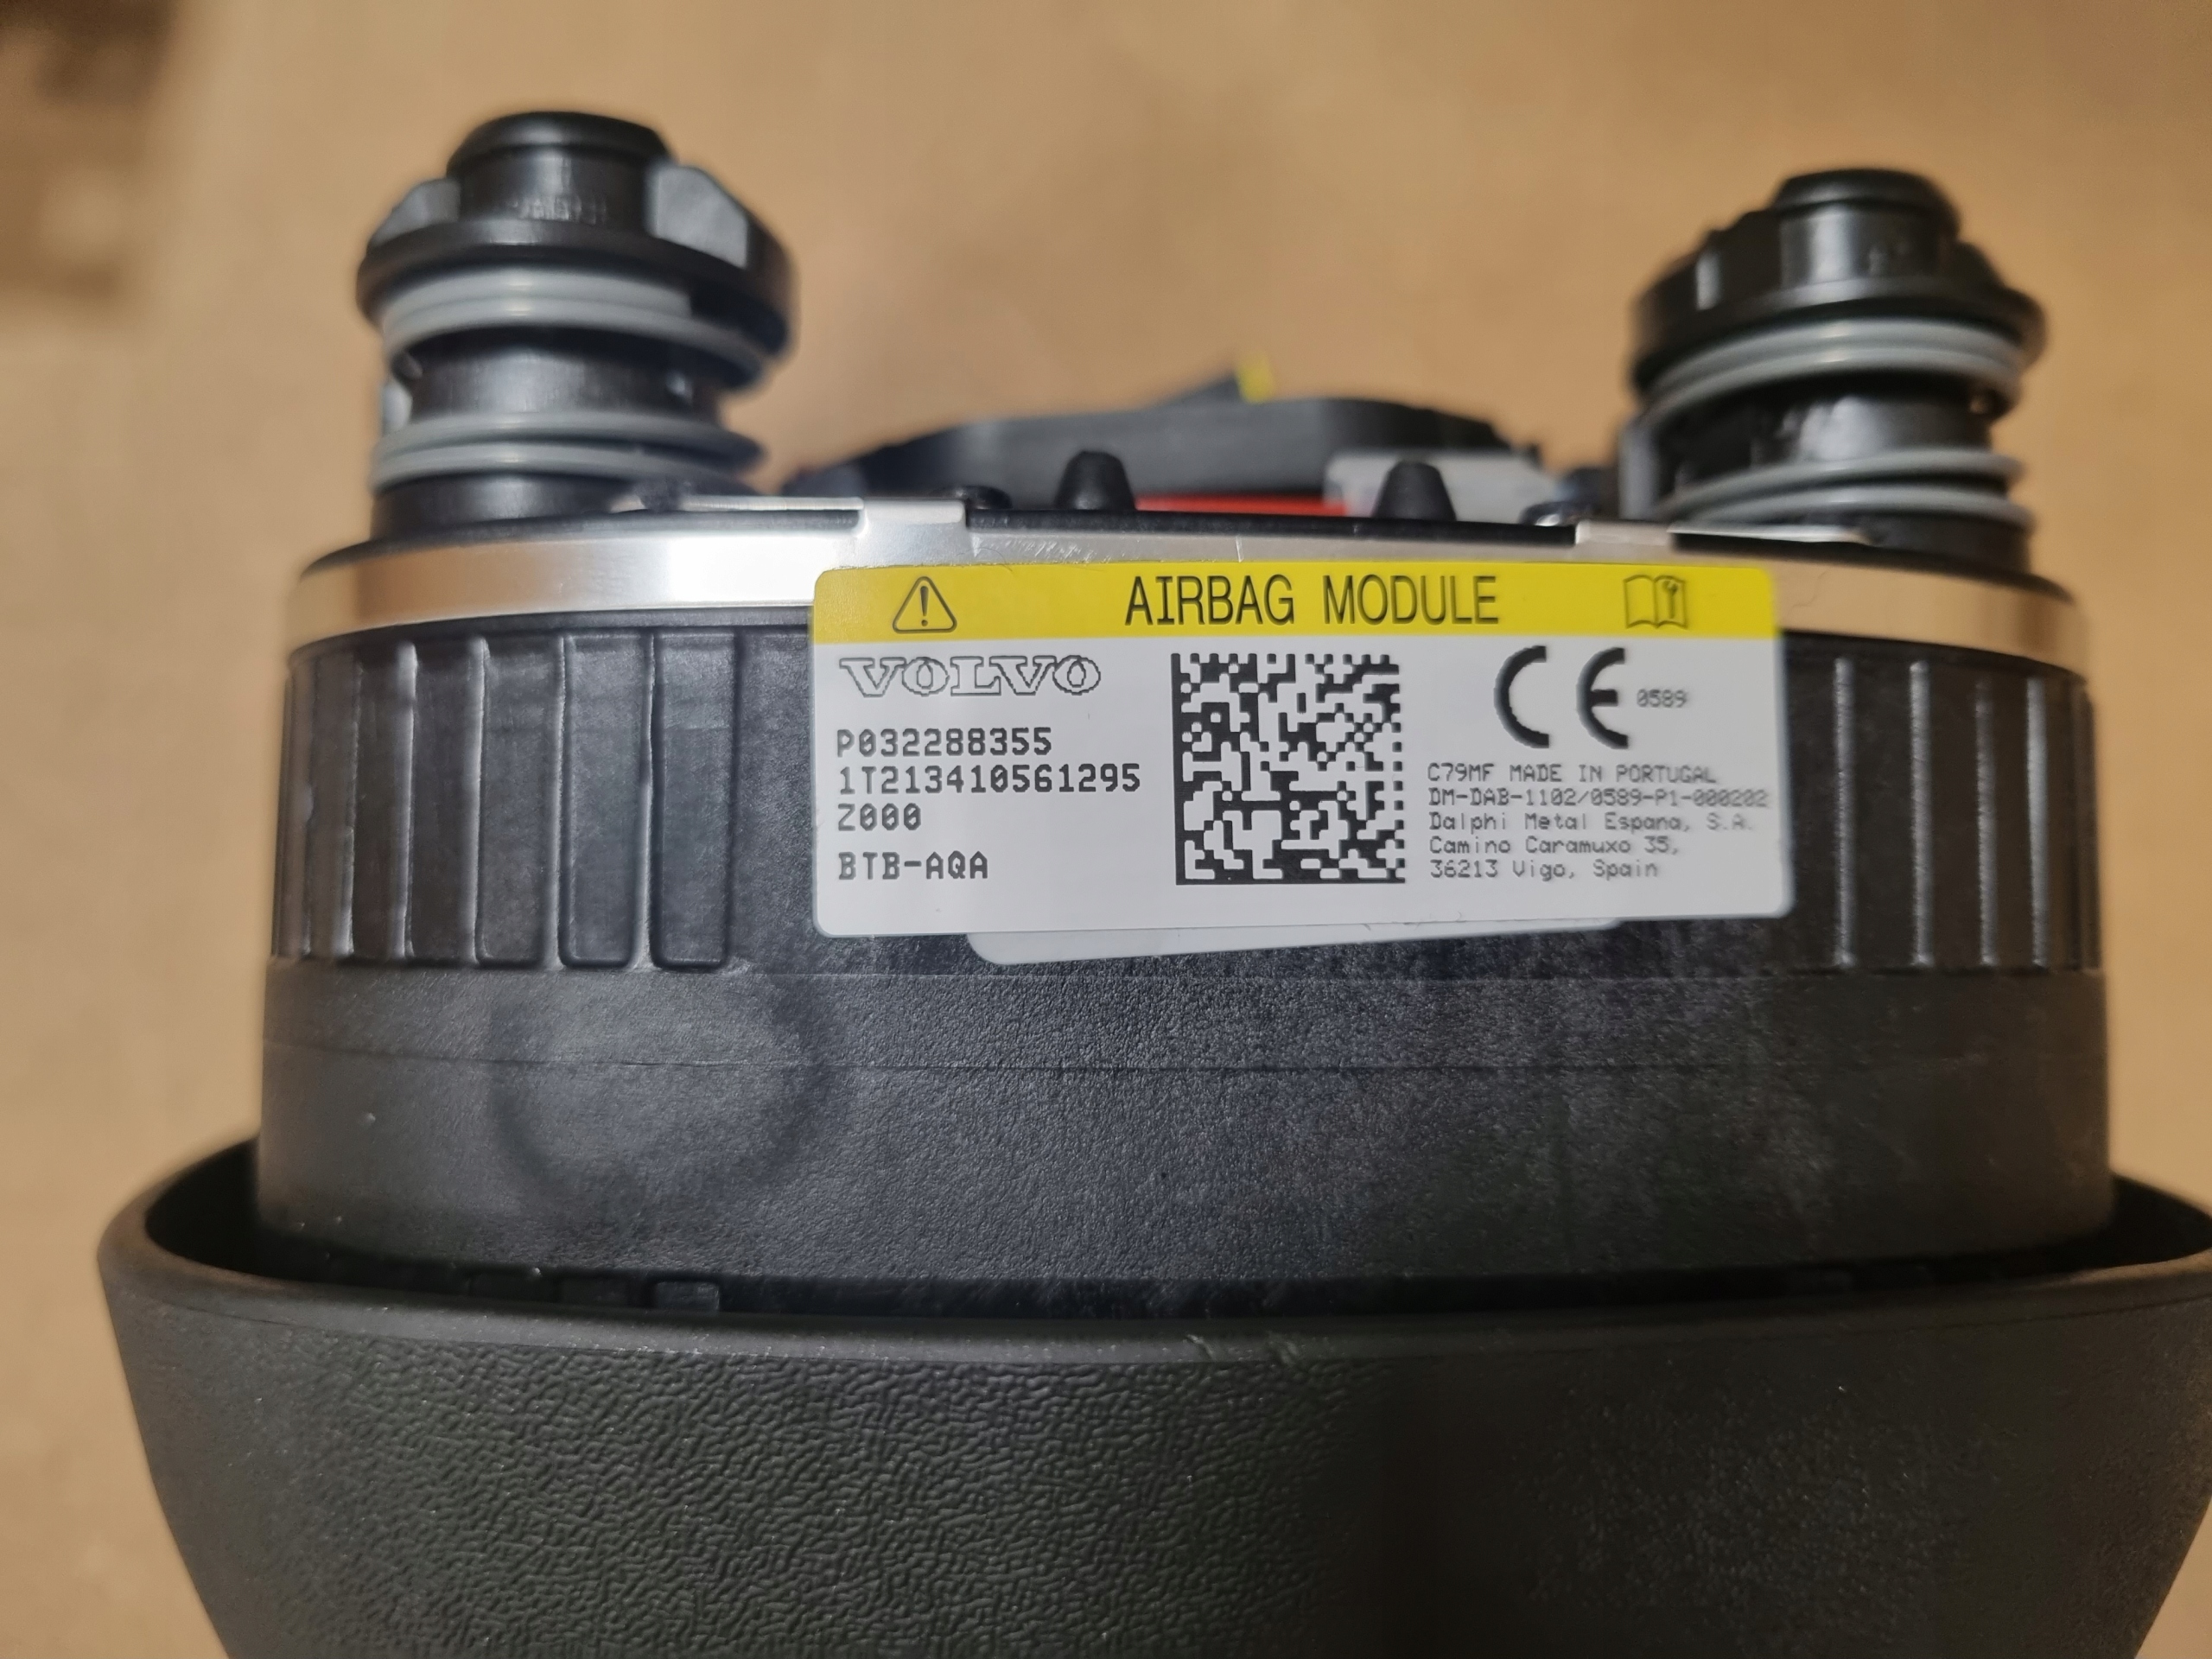 AIRBAG MODULE
VOLVO
P032288355
1T213410561295
Z000
BTB-AQA
CE 0589
C79MF MADE IN PORTUGAL
DM-DAB-1102/0589-P1-000202
Dalphi Metal Espana, S.A.
Camino Caramuxo 35,
36213 Vigo, Spain